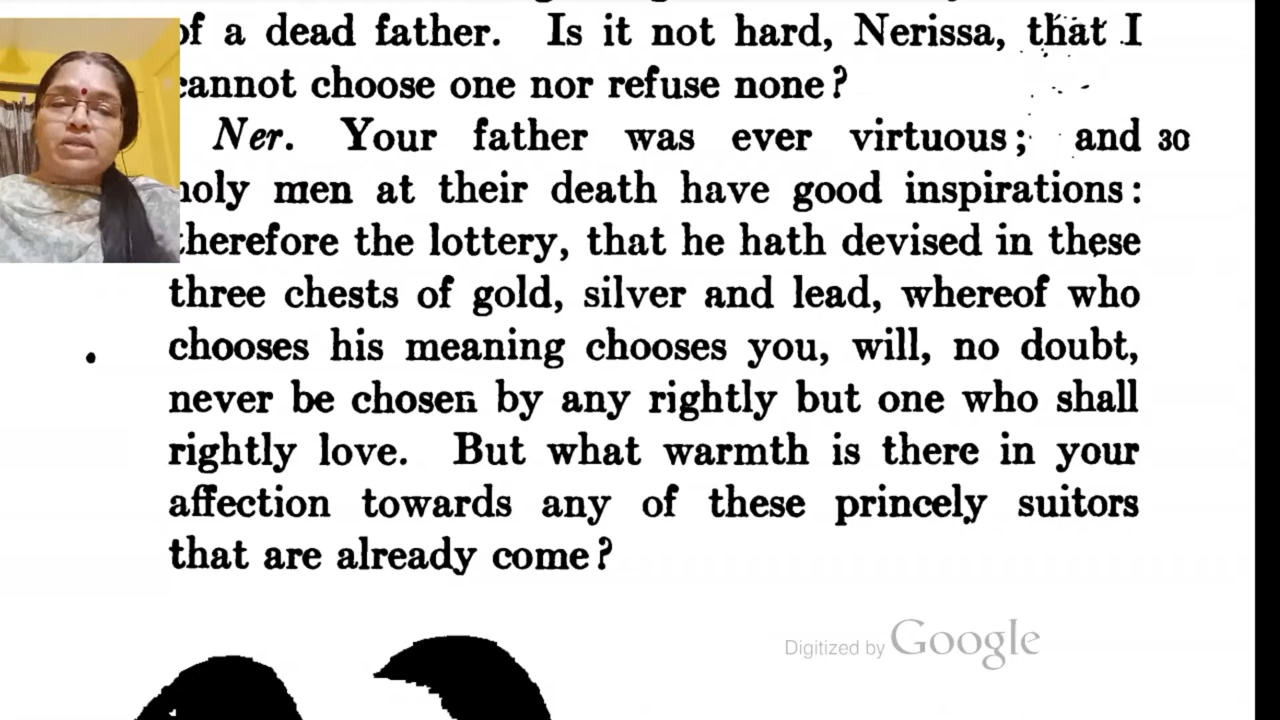 of a dead father. Is it not hard, Nerissa, that I
cannot choose one nor refuse none?
Ner. Your father was ever virtuous; and 30
holy men at their death have good inspirations:
therefore the lottery, that he hath devised in these
three chests of gold, silver and lead, whereof who
chooses his meaning chooses you, will, no doubt,
never be chosen by any rightly but one who shall
rightly love. But what warmth is there in your
affection towards any of these princely suitors
that are already come?
Digitized by Google